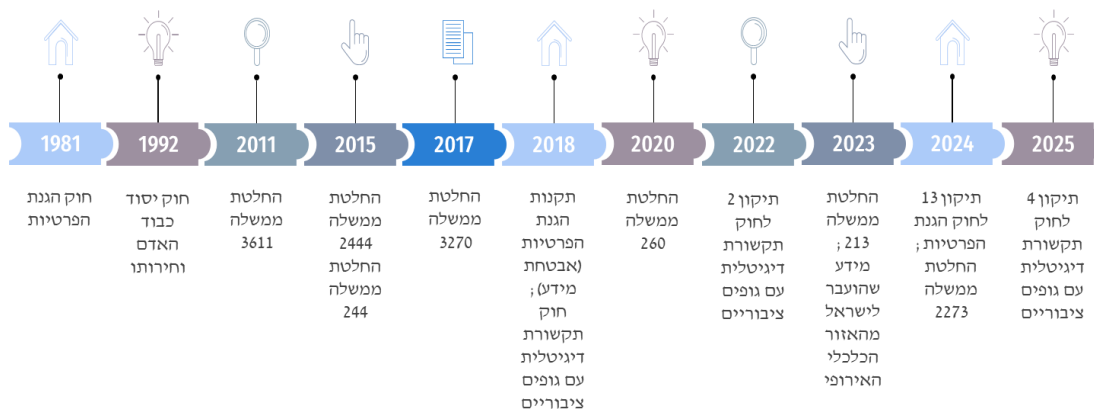 1981
1992
2011
2015
2017
2018
2020
2022
2023
2024
2025
חוק הגנת
הפרטיות
חוק יסוד
כבוד
האדם
וחירותו
החלטת
ממשלה
3611
החלטת
ממשלה
2444
החלטת
ממשלה
244
החלטת
ממשלה
3270
תקנות
הגנת
הפרטיות
(אבטחת
מידע);
חוק
תקשורת
דיגיטלית
עם גופים
ציבוריים
החלטת
ממשלה
260
תיקון 2
לחוק
תקשורת
דיגיטלית
עם גופים
ציבוריים
החלטת
ממשלה
213 ;
מידע
שהועבר
לישראל
מהאזור
הכלכלי
האירופי
תיקון 13
לחוק הגנת
הפרטיות ;
החלטת
ממשלה
2273
תיקון 4
לחוק
תקשורת
דיגיטלית
עם גופים
ציבוריים